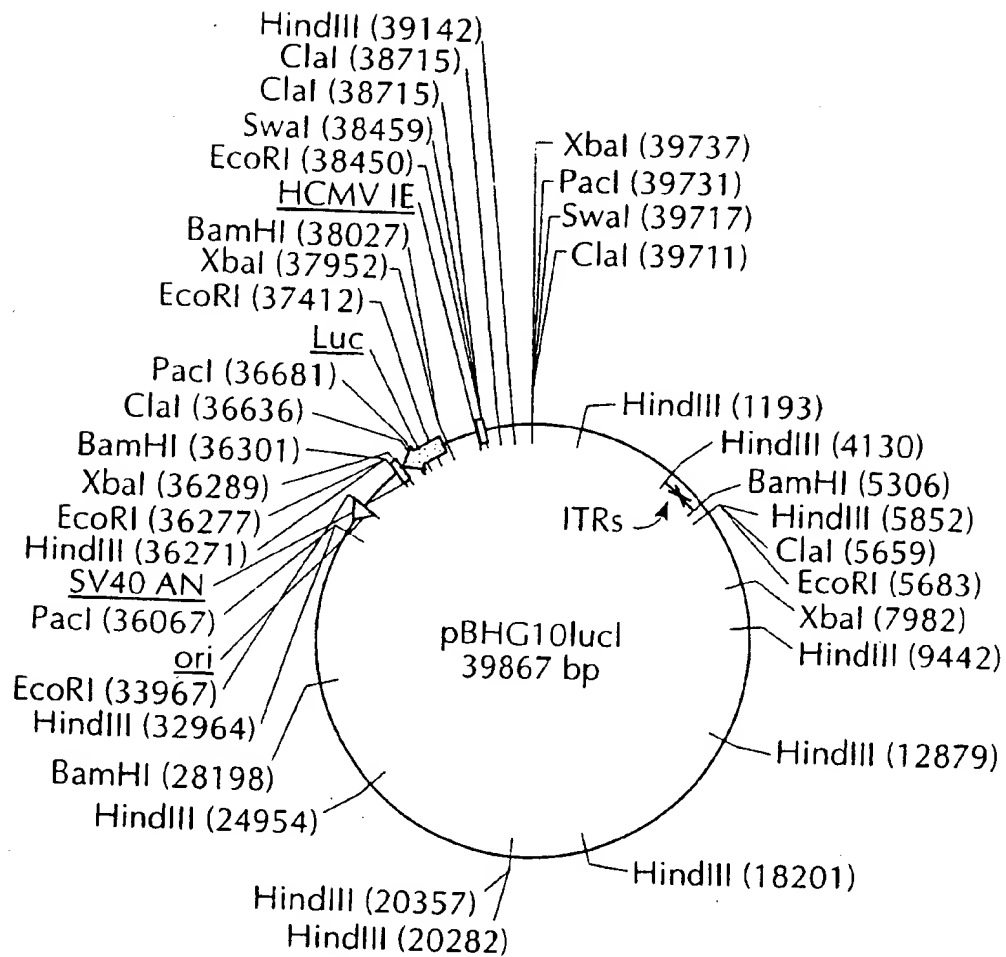 HindIII (39142)
ClaI (38715)
ClaI (38715)
SwaI (38459)
EcoRI (38450)
HCMV IE
BamHI (38027)
XbaI (37952)
EcoRI (37412)
Luc
PacI (36681)
ClaI (36636)
BamHI (36301)
XbaI (36289)
EcoRI (36277)
HindIII (36271)
SV40 AN
PacI (36067)
ori
EcoRI (33967)
HindIII (32964)
BamHI (28198)
HindIII (24954)
HindIII (20357)
HindIII (20282)
XbaI (39737)
PacI (39731)
SwaI (39717)
ClaI (39711)
HindIII (1193)
HindIII (4130)
BamHI (5306)
ITRs
HindIII (5852)
ClaI (5659)
EcoRI (5683)
XbaI (7982)
HindIII (9442)
HindIII (12879)
HindIII (18201)
pBHG10lucI
39867 bp